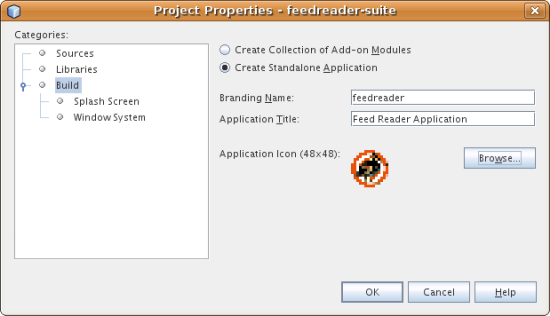 Project Properties - feedreader-suite
Categories:
Sources
Libraries
Build
Splash Screen
Window System
Create Collection of Add-on Modules
Create Standalone Application
Branding Name: feedreader
Application Title: Feed Reader Application
Application Icon (48x48): Browse...
OK Cancel Help